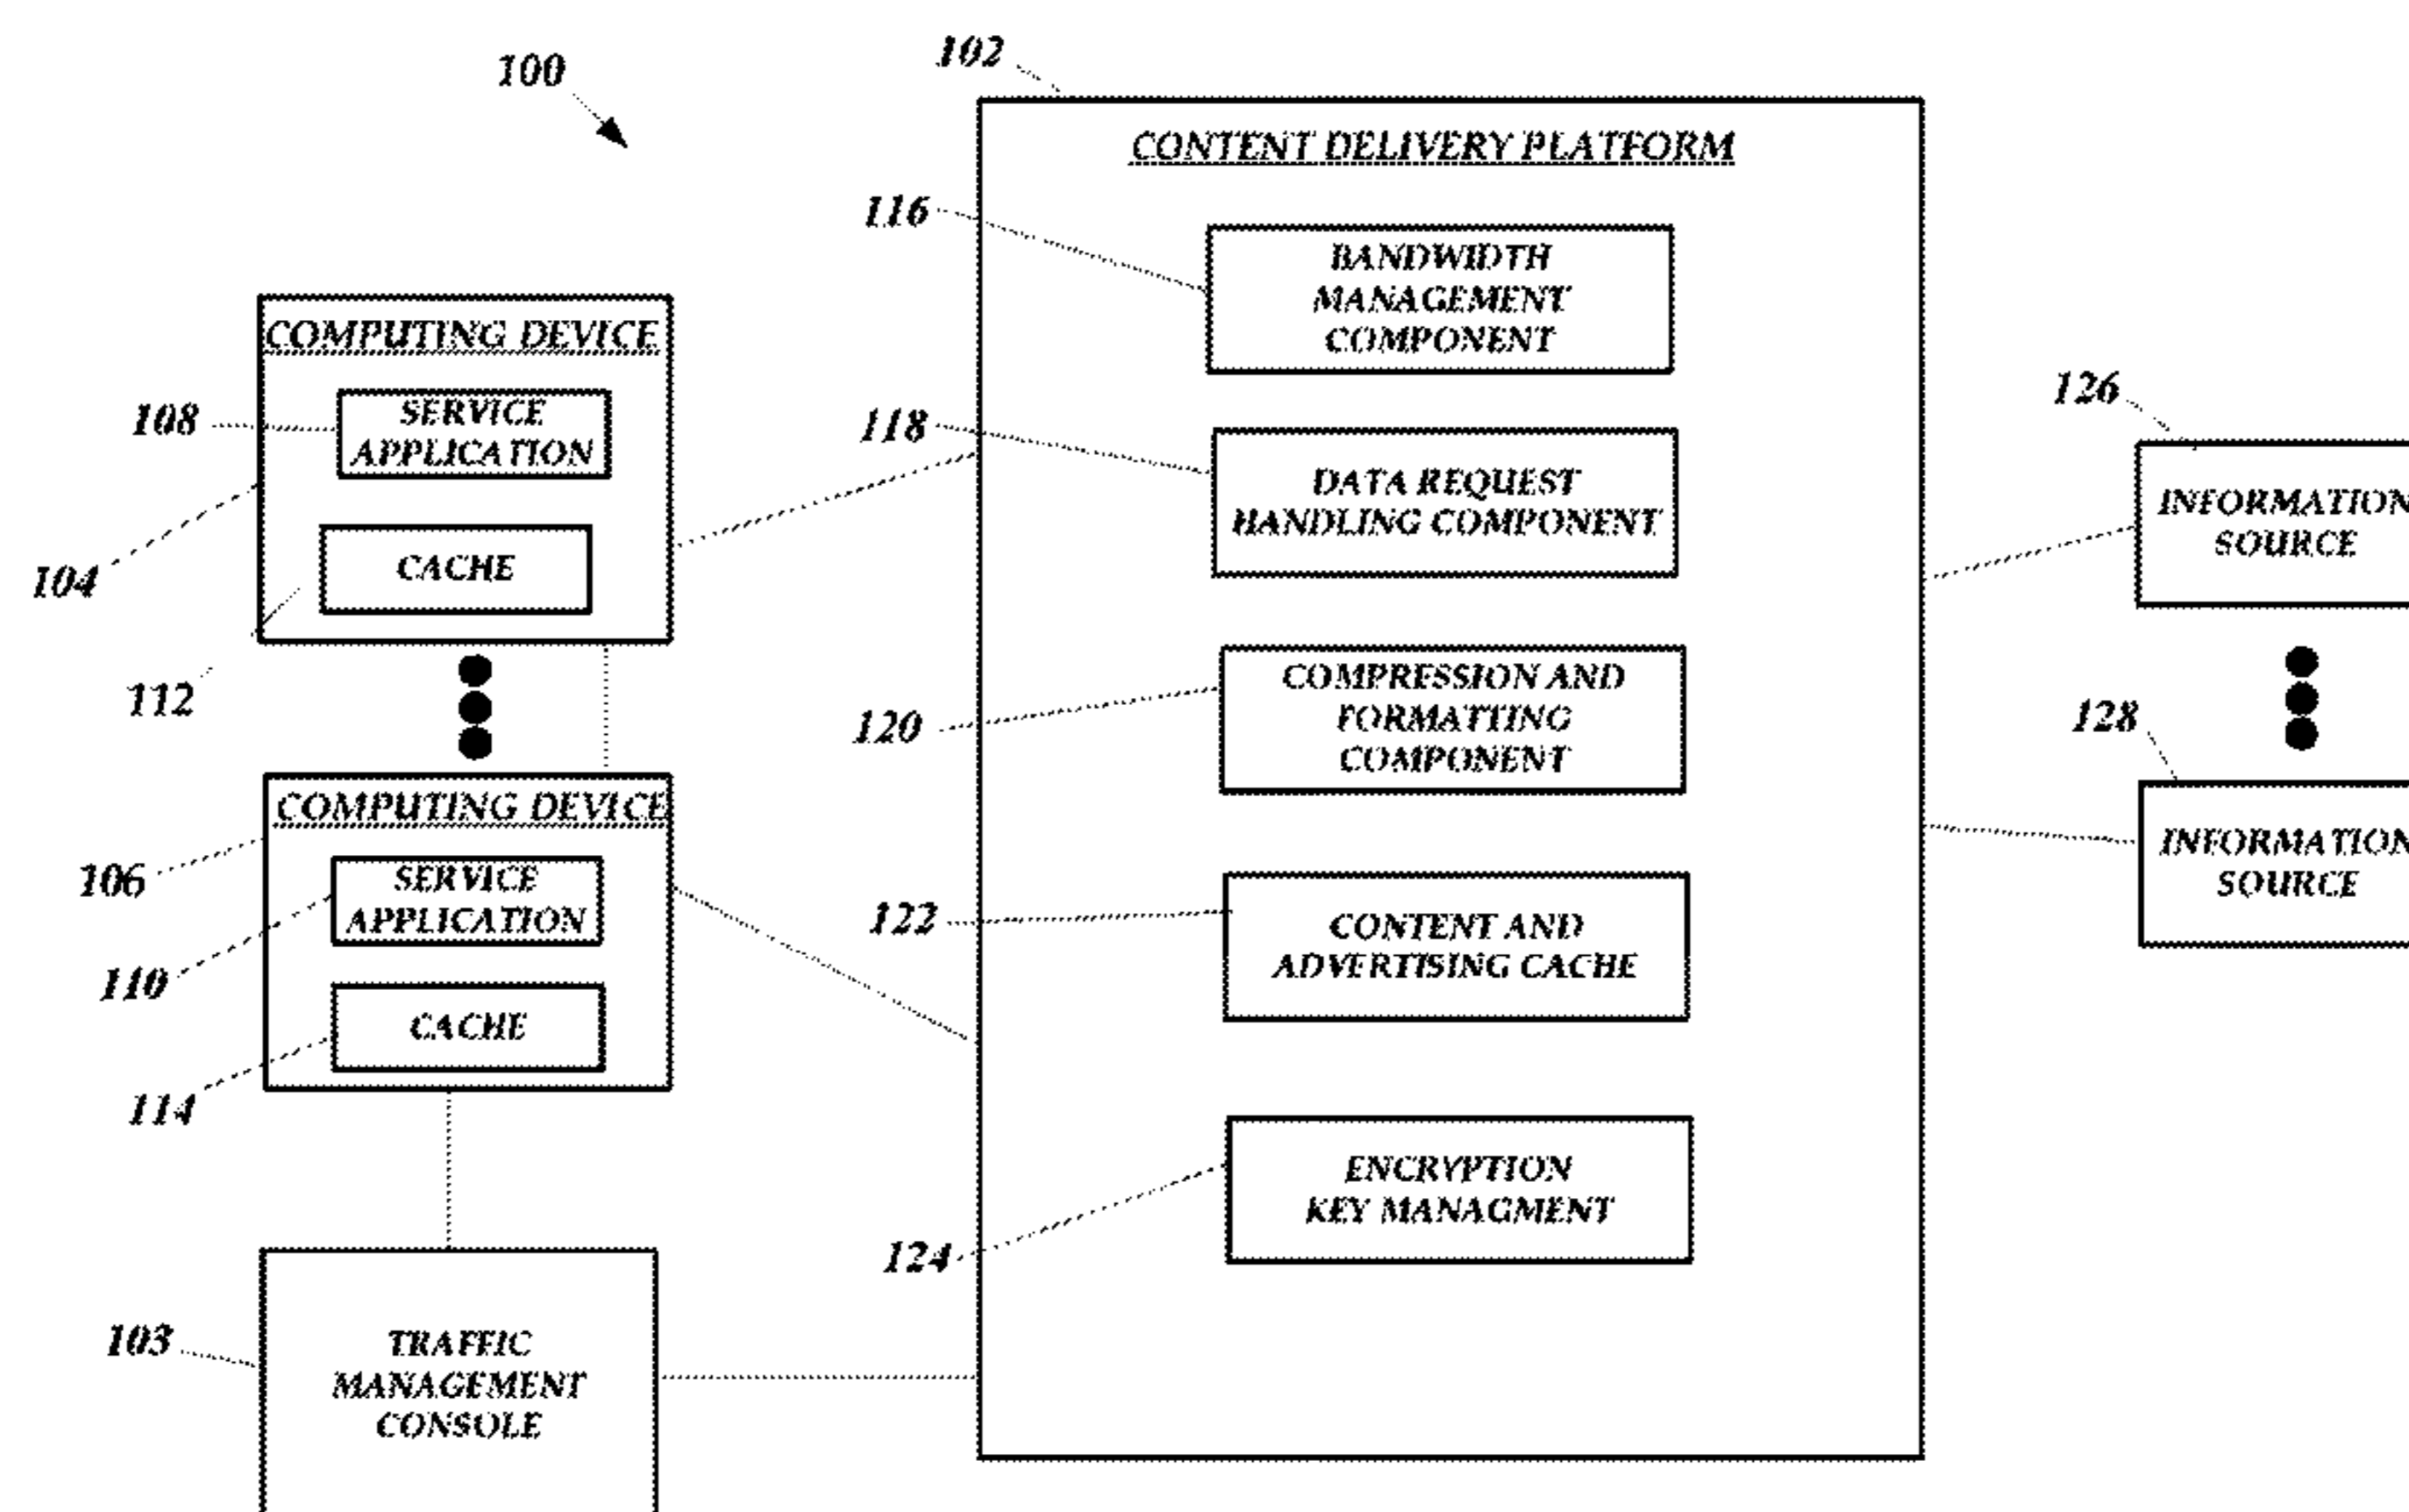 100
102
CONTENT DELIVERY PLATFORM
116
BANDWIDTH
MANAGEMENT
COMPONENT
COMPUTING DEVICE
108
SERVICE
APPLICATION
118
DATA REQUEST
HANDLING COMPONENT
126
INFORMATION
SOURCE
104
CACHE
112
120
COMPRESSION AND
FORMATTING
COMPONENT
128
INFORMATION
SOURCE
COMPUTING DEVICE
106
SERVICE
APPLICATION
110
122
CONTENT AND
ADVERTISING CACHE
CACHE
114
124
ENCRYPTION
KEY MANAGMENT
103
TRAFFIC
MANAGEMENT
CONSOLE